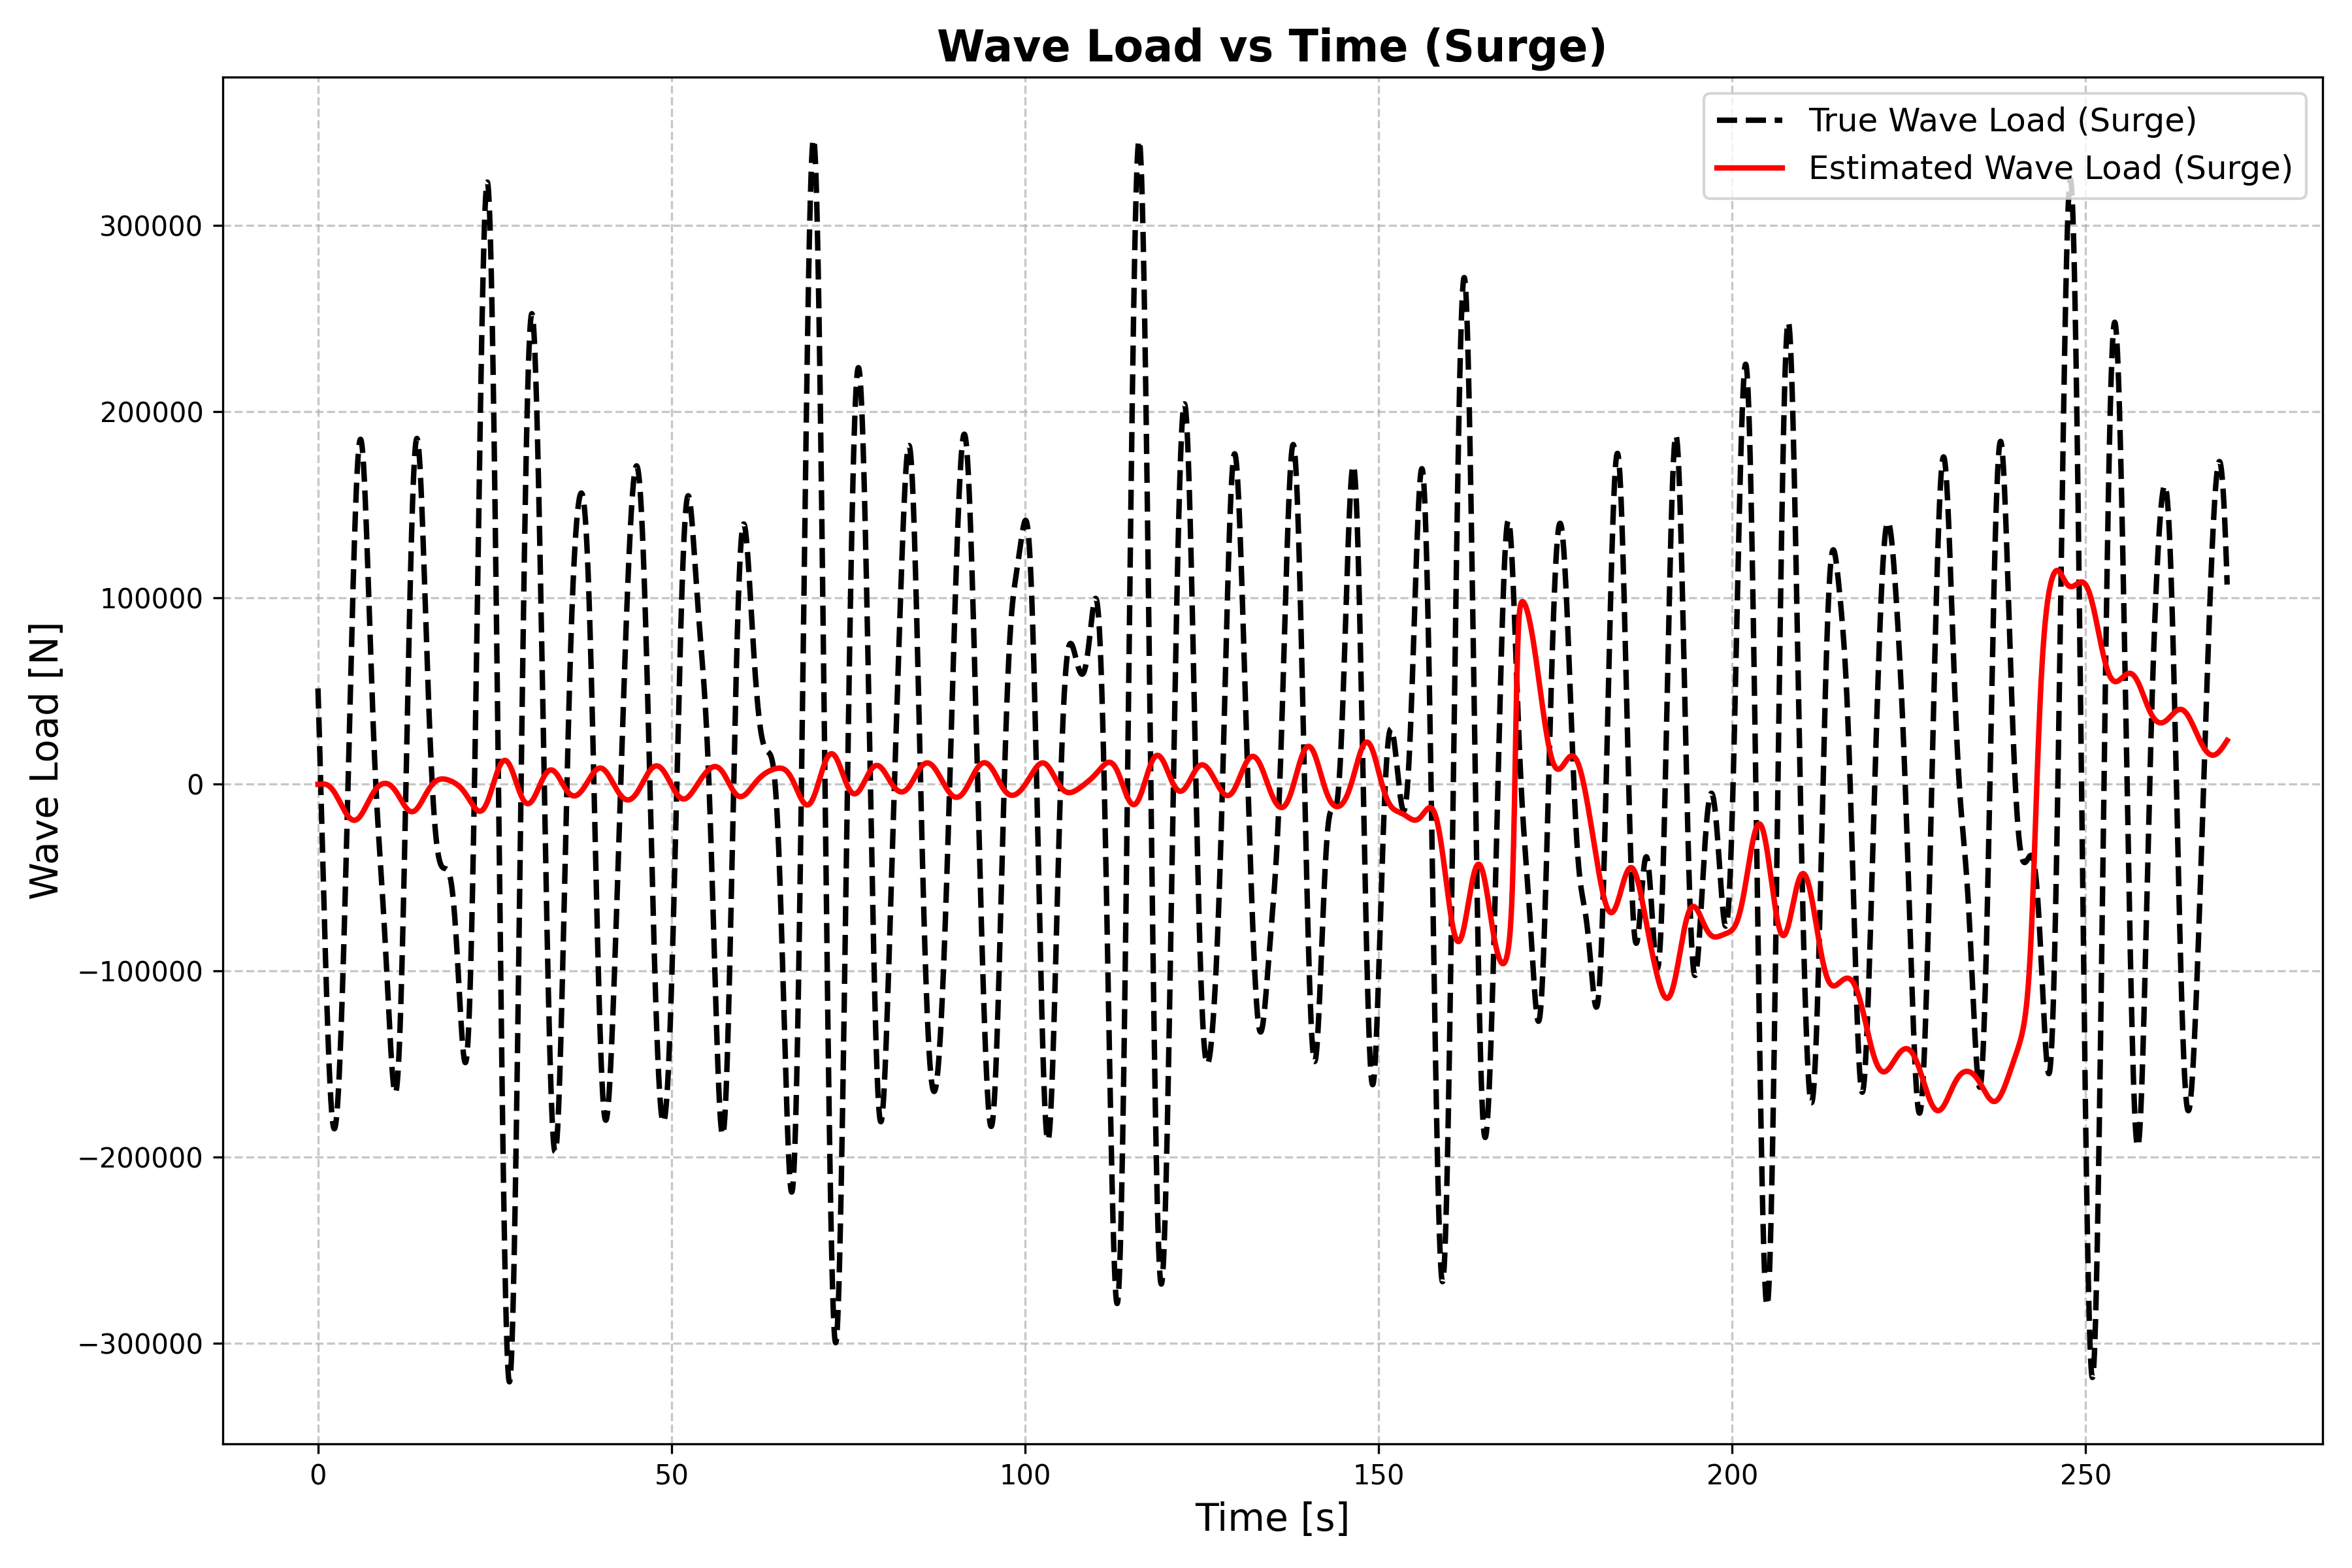 Wave Load vs Time (Surge)
True Wave Load (Surge)
Estimated Wave Load (Surge)
Wave Load [N]
300000
200000
100000
0
−100000
−200000
−300000
0
50
100
150
200
250
Time [s]